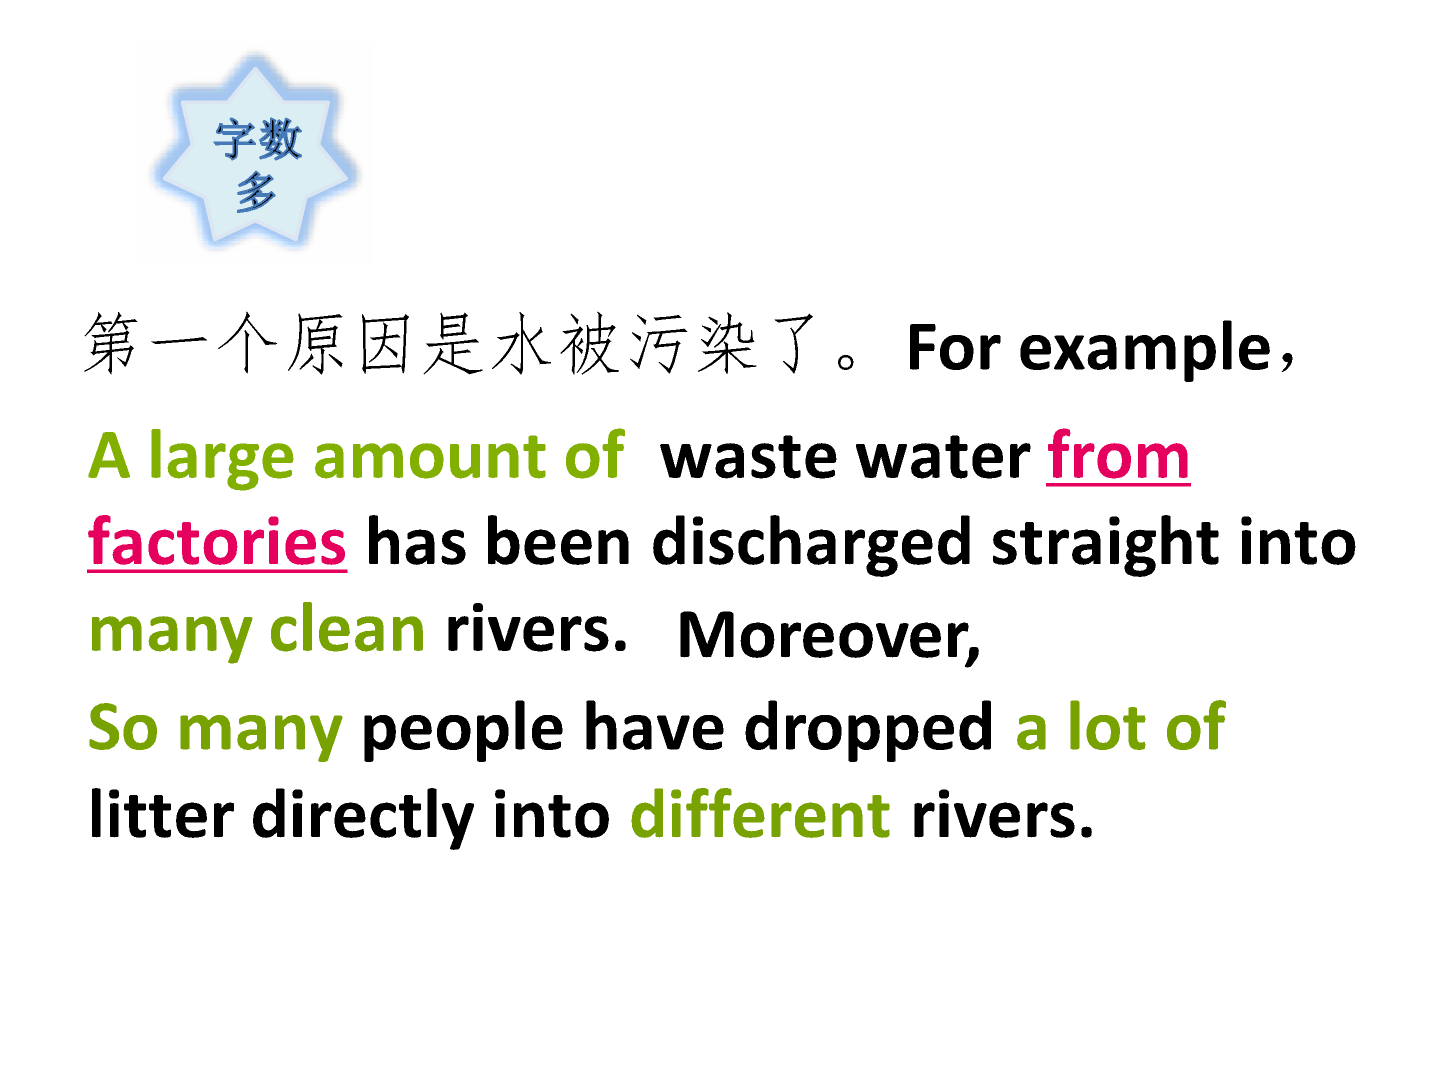 字数
多
第一个原因是水被污染了。 For example，
A large amount of waste water from
factories has been discharged straight into
many clean rivers. Moreover,
So many people have dropped a lot of
litter directly into different rivers.